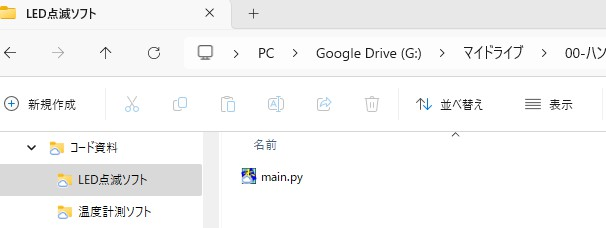 LED点滅ソフト
PC > Google Drive (G:) > マイドライブ > 00-ハン
新規作成 並べ替え 表示
コード資料
LED点滅ソフト
温度計測ソフト
名前
main.py